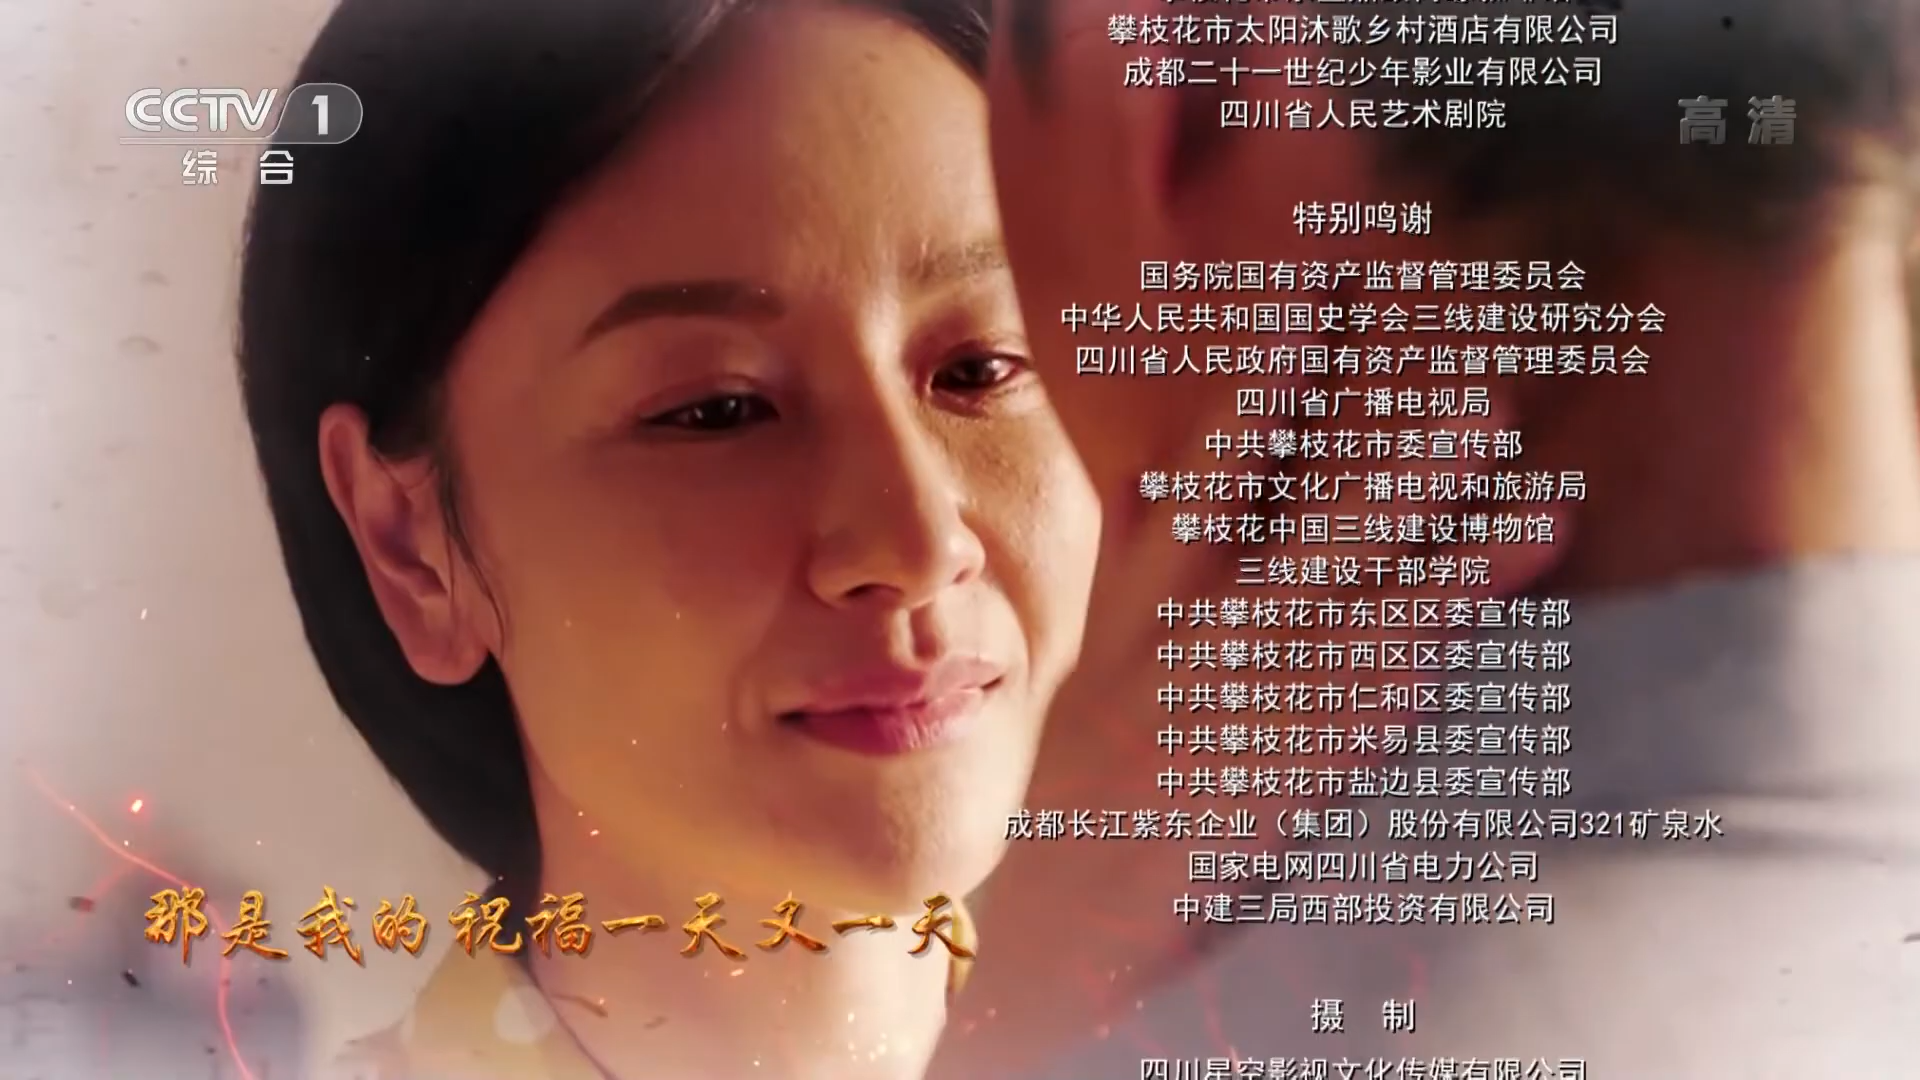 攀枝花市太阳沐歌乡村酒店有限公司
成都二十一世纪少年影业有限公司
四川省人民艺术剧院
CCTV 1
综合
高清
特别鸣谢
国务院国有资产监督管理委员会
中华人民共和国国史学会三线建设研究分会
四川省人民政府国有资产监督管理委员会
四川省广播电视局
中共攀枝花市委宣传部
攀枝花市文化广播电视和旅游局
攀枝花中国三线建设博物馆
三线建设干部学院
中共攀枝花市东区区委宣传部
中共攀枝花市西区区委宣传部
中共攀枝花市仁和区委宣传部
中共攀枝花市米易县委宣传部
中共攀枝花市盐边县委宣传部
成都长江紫东企业（集团）股份有限公司321矿泉水
国家电网四川省电力公司
中建三局西部投资有限公司
那是我的祝福一天又一天
摄 制
四川星空影视文化传媒有限公司